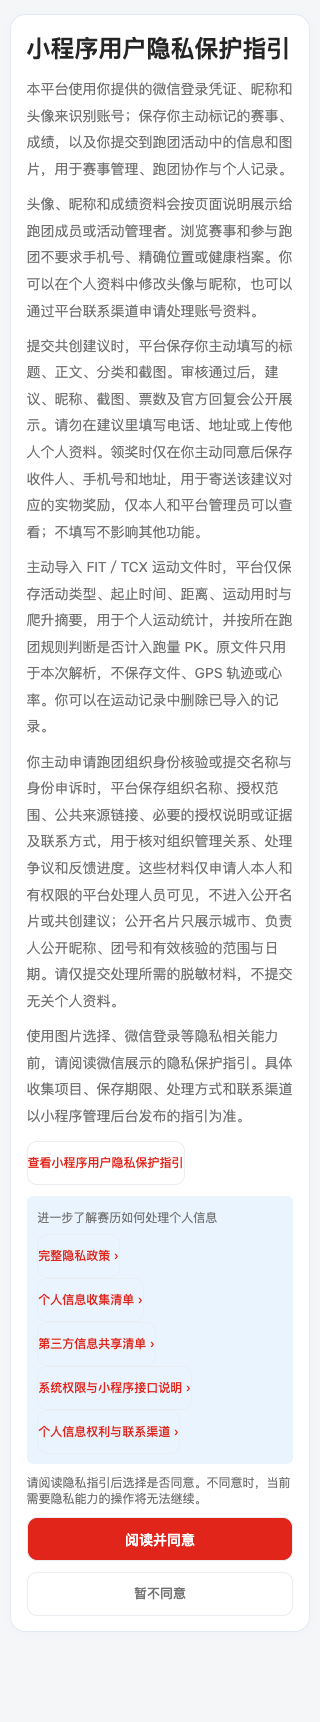 小程序用户隐私保护指引
本平台使用你提供的微信登录凭证、昵称和
头像来识别账号；保存你主动标记的赛事、
成绩，以及你提交到跑团活动中的信息和图
片，用于赛事管理、跑团协作与个人记录。
头像、昵称和成绩资料会按页面说明展示给
跑团成员或活动管理者。浏览赛事和参与跑
团不要求手机号、精确位置或健康档案。你
可以在个人资料中修改头像与昵称，也可以
通过平台联系渠道申请处理账号资料。
提交共创建议时，平台保存你主动填写的标
题、正文、分类和截图。审核通过后，建
议、昵称、截图、票数及官方回复会公开展
示。请勿在建议里填写电话、地址或上传他
人个人资料。领奖时仅在你主动同意后保存
收件人、手机号和地址，用于寄送该建议对
应的实物奖励，仅本人和平台管理员可以查
看；不填写不影响其他功能。
主动导入 FIT / TCX 运动文件时，平台仅保
存活动类型、起止时间、距离、运动用时与
爬升摘要，用于个人运动统计，并按所在跑
团规则判断是否计入跑量 PK。原文件只用
于本次解析，不保存文件、GPS 轨迹或心
率。你可以在运动记录中删除已导入的记
录。
你主动申请跑团组织身份核验或提交名称与
身份申诉时，平台保存组织名称、授权范
围、公共来源链接、必要的授权说明或证据
及联系方式，用于核对组织管理关系、处理
争议和反馈进度。这些材料仅申请人本人和
有权限的平台处理人员可见，不进入公开名
片或共创建议；公开名片只展示城市、负责
人公开昵称、团号和有效核验的范围与日
期。请仅提交处理所需的脱敏材料，不提交
无关个人资料。
使用图片选择、微信登录等隐私相关能力
前，请阅读微信展示的隐私保护指引。具体
收集项目、保存期限、处理方式和联系渠道
以小程序管理后台发布的指引为准。
查看小程序用户隐私保护指引
进一步了解赛历如何处理个人信息
完整隐私政策 ›
个人信息收集清单 ›
第三方信息共享清单 ›
系统权限与小程序接口说明 ›
个人信息权利与联系渠道 ›
请阅读隐私指引后选择是否同意。不同意时，当前
需要隐私能力的操作将无法继续。
阅读并同意
暂不同意